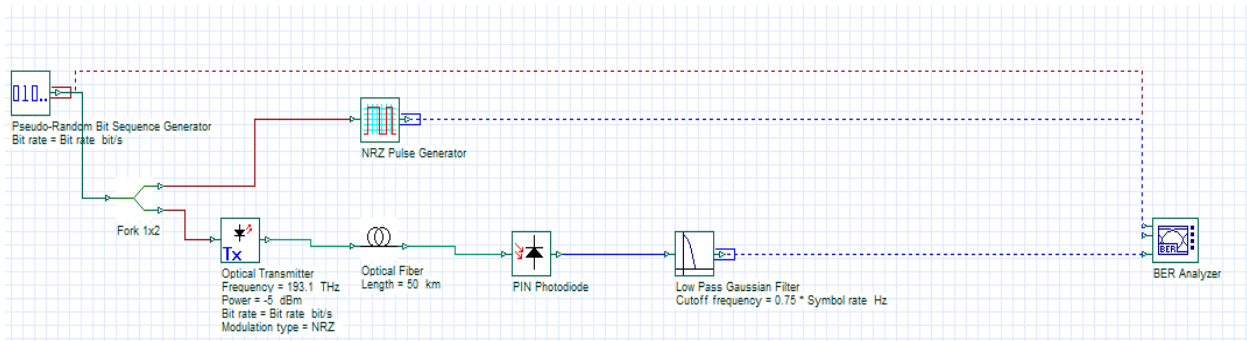 010..
Pseudo-Random Bit Sequence Generator
Bit rate = Bit rate  bit/s
NRZ Pulse Generator
Fork 1x2
Tx
Optical Transmitter
Frequency = 193.1  THz
Power = -5  dBm
Bit rate = Bit rate  bit/s
Modulation type = NRZ
Optical Fiber
Length = 50  km
PIN Photodiode
Low Pass Gaussian Filter
Cutoff frequency = 0.75 * Symbol rate  Hz
BER
BER Analyzer